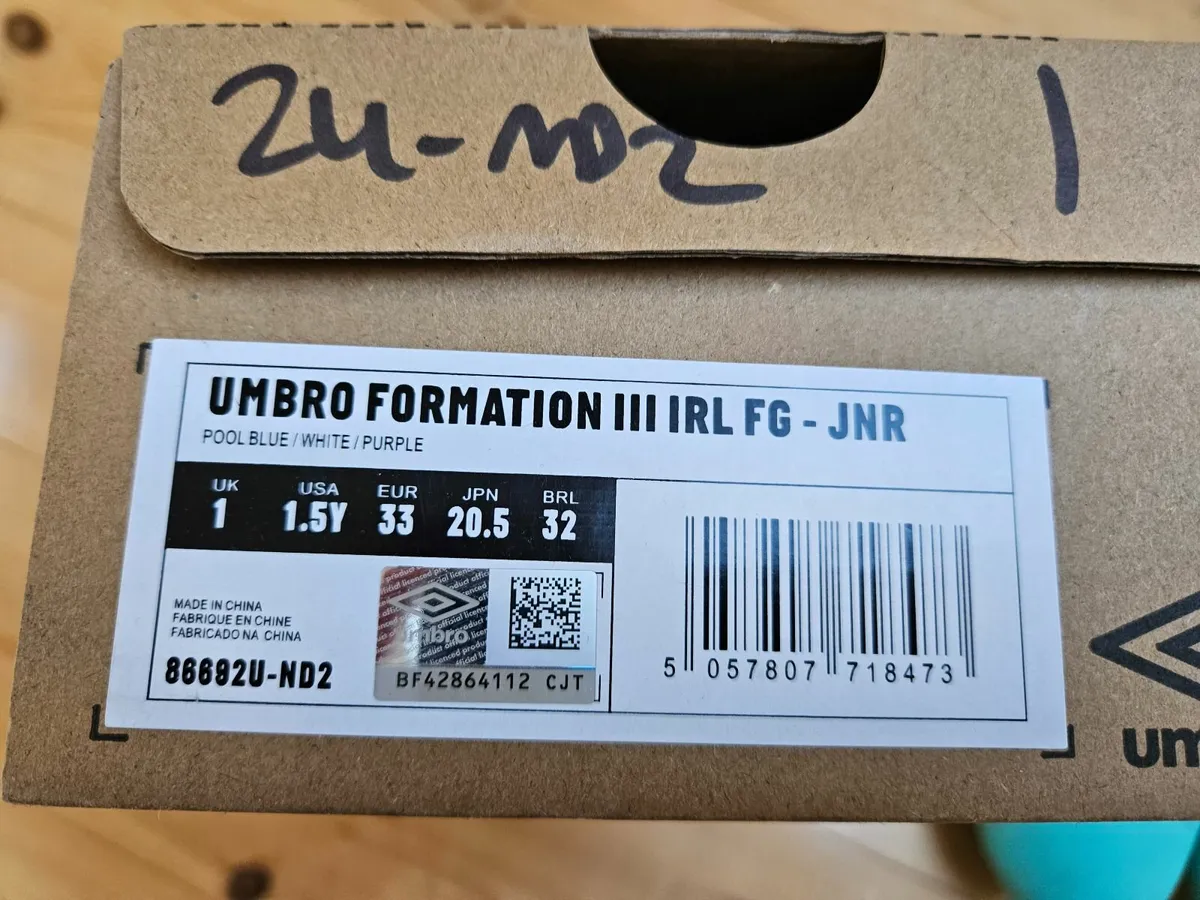 2U-ND2 1
UMBRO FORMATION III IRL FG - JNR
POOL BLUE / WHITE / PURPLE
UK USA EUR JPN BRL
1 1.5Y 33 20.5 32
MADE IN CHINA
FABRIQUE EN CHINE
FABRICADO NA CHINA
86692U-ND2
umbro
BF42864112 CJT
5 057807 718473
um